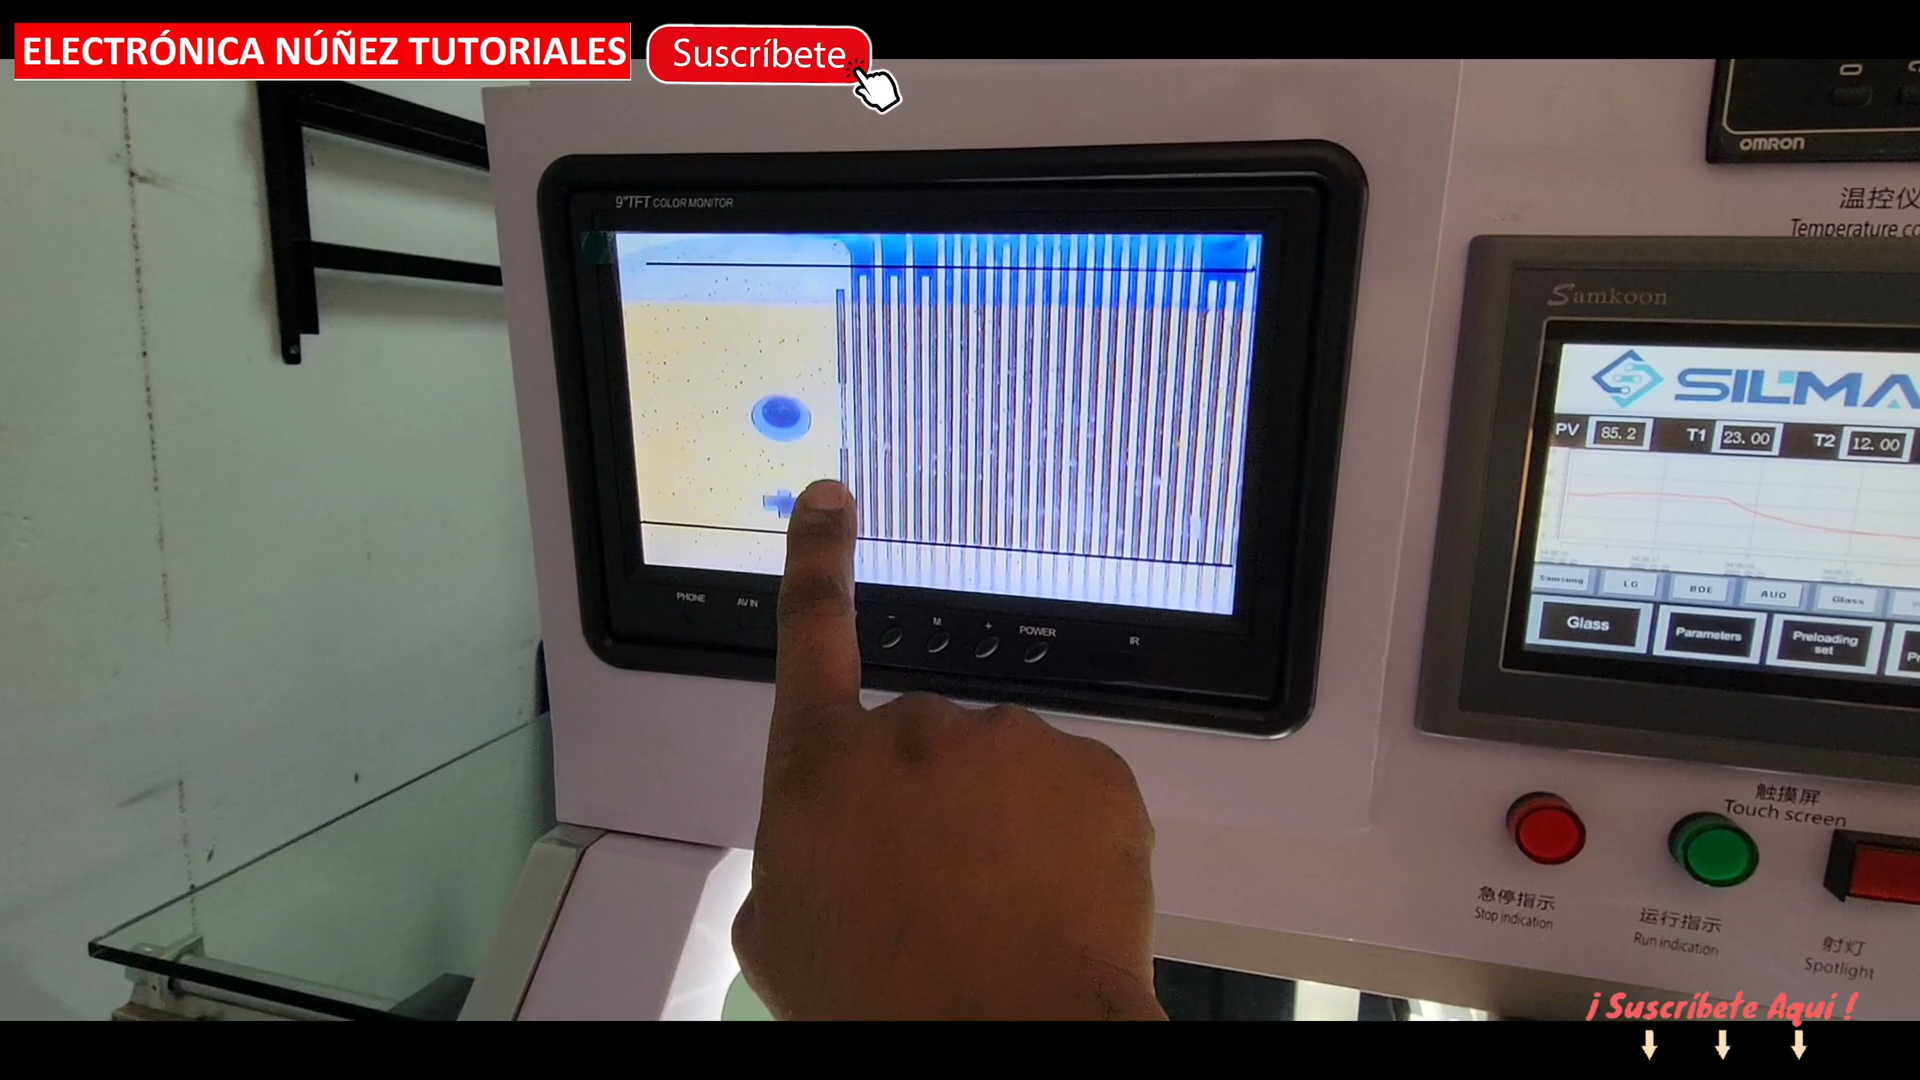 ELECTRÓNICA NÚÑEZ TUTORIALES
Suscríbete
OMRON
温控仪
Temperature co
9"TFT COLOR MONITOR
Samkoon
SILMA
PV 85.2 T1 23.00 T2 12.00
Samsung LG BOE AUO Glass
Glass Parameters Preloading set
PHONE AV IN − M + POWER IR
触摸屏
Touch screen
急停指示
Stop indication
运行指示
Run indication
射灯
Spotlight
¡ Suscríbete Aquí !